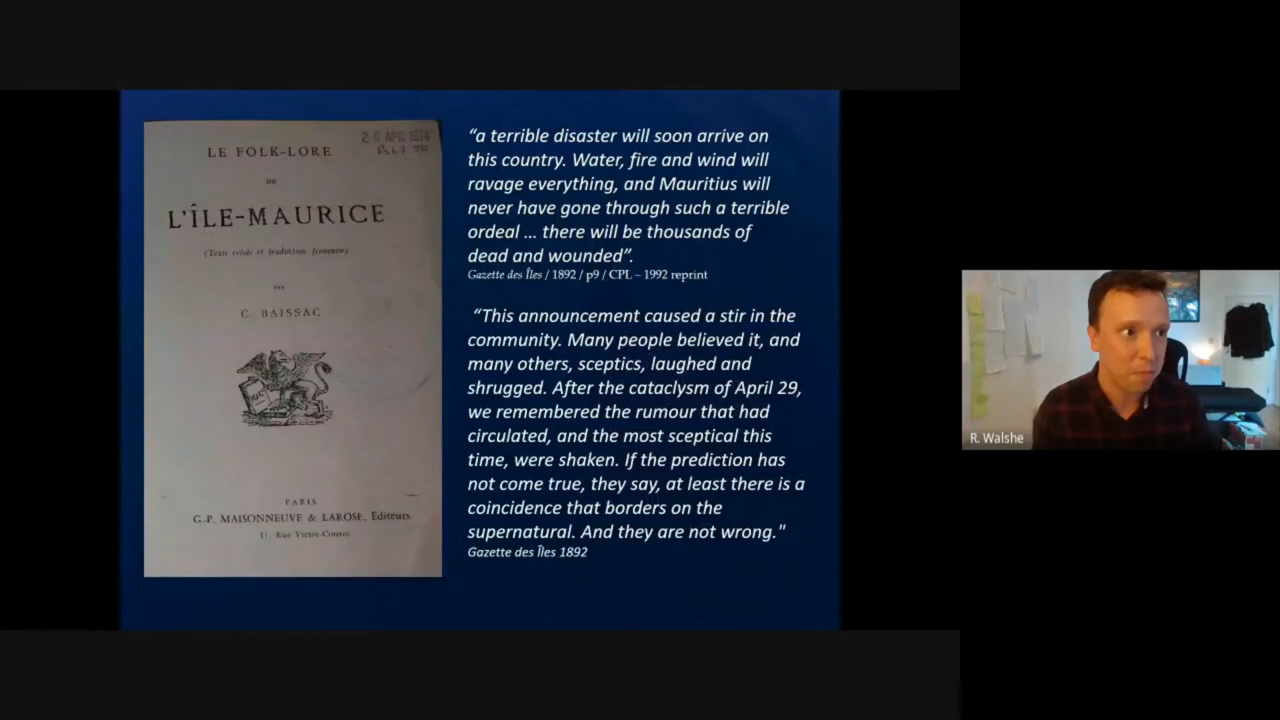 LE FOLK-LORE
DE
L'ÎLE-MAURICE
(Texte créole et traduction française)
PAR
C. BAISSAC
PARIS
G.-P. MAISONNEUVE & LAROSE, Éditeurs
11, Rue Victor-Cousin
“a terrible disaster will soon arrive on
this country. Water, fire and wind will
ravage everything, and Mauritius will
never have gone through such a terrible
ordeal ... there will be thousands of
dead and wounded”.
Gazette des Îles / 1892 / p9 / CPL – 1992 reprint
“This announcement caused a stir in the
community. Many people believed it, and
many others, sceptics, laughed and
shrugged. After the cataclysm of April 29,
we remembered the rumour that had
circulated, and the most sceptical this
time, were shaken. If the prediction has
not come true, they say, at least there is a
coincidence that borders on the
supernatural. And they are not wrong."
Gazette des Îles 1892
R. Walshe